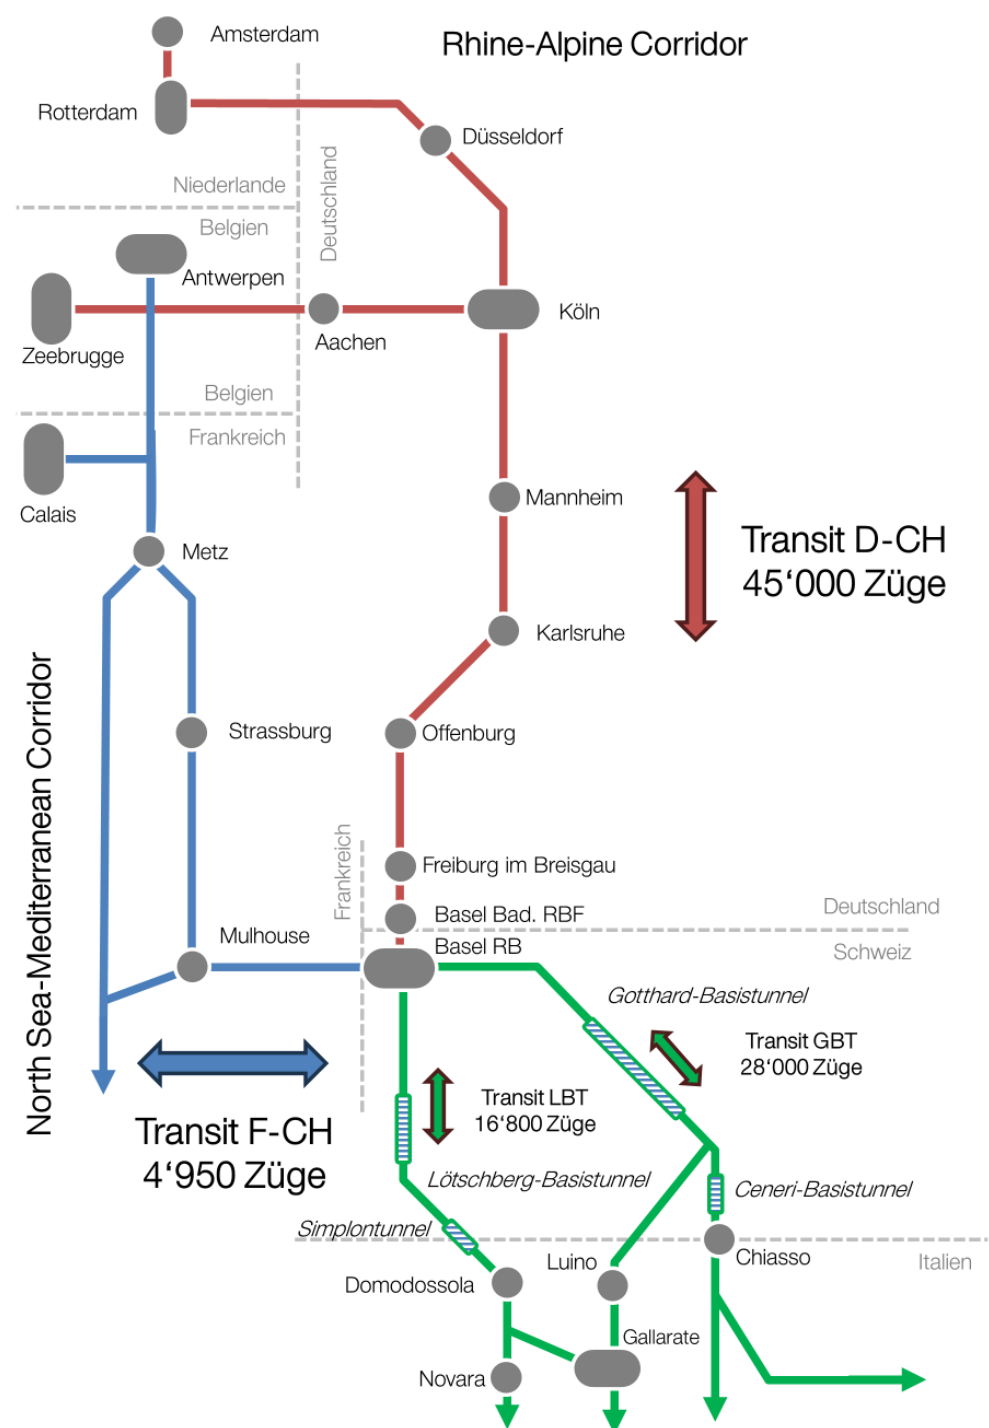 Amsterdam
Rhine-Alpine Corridor
Rotterdam
Düsseldorf
Deutschland
Niederlande
Belgien
Antwerpen
Köln
Aachen
Zeebrugge
Belgien
Frankreich
Calais
Mannheim
Metz
Transit D-CH
45‘000 Züge
Karlsruhe
North Sea-Mediterranean Corridor
Strassburg
Offenburg
Frankreich
Freiburg im Breisgau
Basel Bad. RBF
Deutschland
Mulhouse
Basel RB
Schweiz
Gotthard-Basistunnel
Transit GBT
28‘000 Züge
Transit LBT
16‘800 Züge
Transit F-CH
4‘950 Züge
Lötschberg-Basistunnel
Ceneri-Basistunnel
Simplontunnel
Chiasso
Italien
Luino
Domodossola
Gallarate
Novara